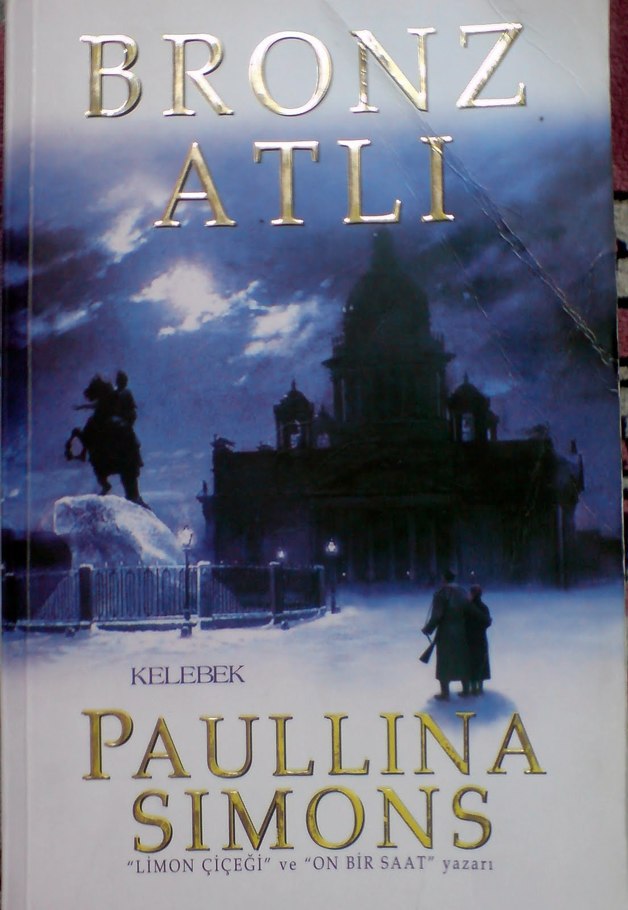 BRONZ
ATLI
KELEBEK
PAULLINA
SIMONS
"LİMON ÇİÇEĞİ" ve "ON BİR SAAT" yazarı